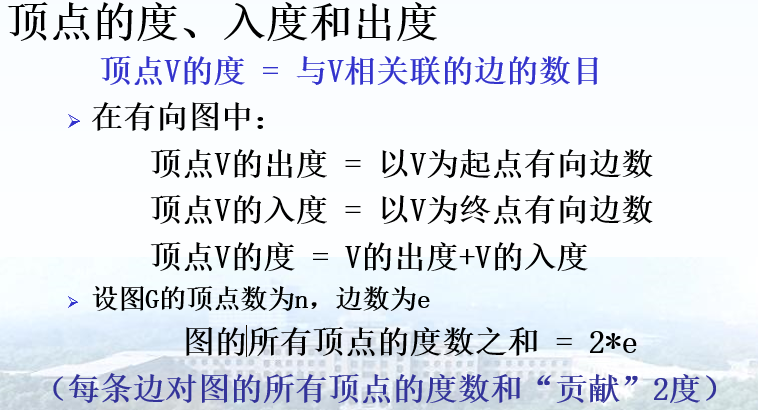 顶点的度、入度和出度
顶点V的度 = 与V相关联的边的数目
➢ 在有向图中：
顶点V的出度 = 以V为起点有向边数
顶点V的入度 = 以V为终点有向边数
顶点V的度 = V的出度+V的入度
➢ 设图G的顶点数为n，边数为e
图的所有顶点的度数之和 = 2*e
（每条边对图的所有顶点的度数和“贡献”2度）